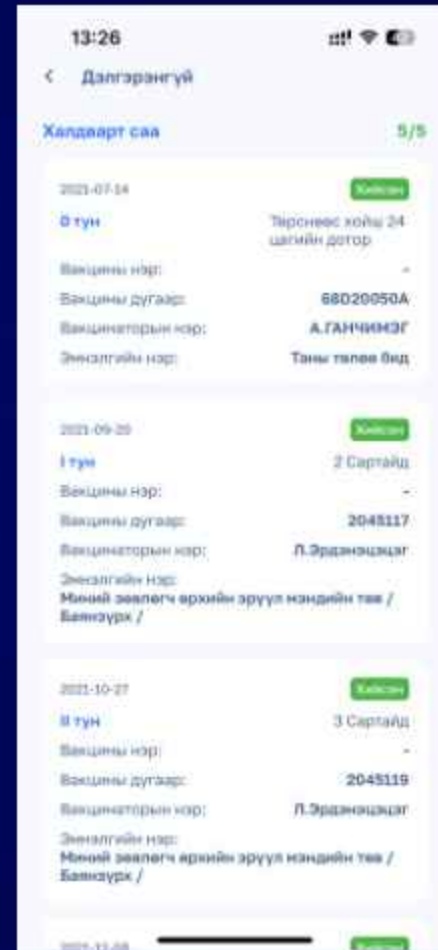 13:26
Дэлгэрэнгүй
Халдварт саа 5/5
2021-07-14 Хийсэн
0 тун Төрснөөс хойш 24
цагийн дотор
Вакцины нэр: -
Вакцины дугаар: 68020050A
Вакцинаторын нэр: А.ГАНЧИМЭГ
Эмнэлгийн нэр: Таны төлөө бид
2021-09-20 Хийсэн
I тун 2 Сартайд
Вакцины нэр: -
Вакцины дугаар: 2045117
Вакцинаторын нэр: Л.Эрдэнэцэцэг
Эмнэлгийн нэр:
Миний зөвлөгч өрхийн эрүүл мэндийн төв /
Баянзүрх /
2021-10-27 Хийсэн
II тун 3 Сартайд
Вакцины нэр: -
Вакцины дугаар: 2045119
Вакцинаторын нэр: Л.Эрдэнэцэцэг
Эмнэлгийн нэр:
Миний зөвлөгч өрхийн эрүүл мэндийн төв /
Баянзүрх /